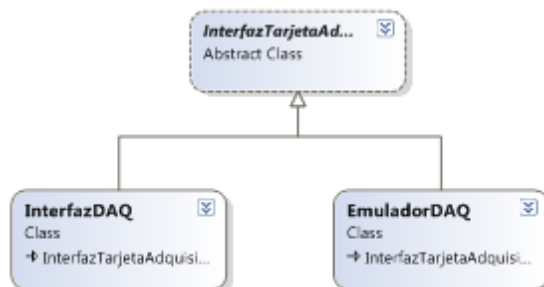 InterfazTarjetaAd...
Abstract Class
InterfazDAQ
Class
InterfazTarjetaAdquisi...
EmuladorDAQ
Class
InterfazTarjetaAdquisi...